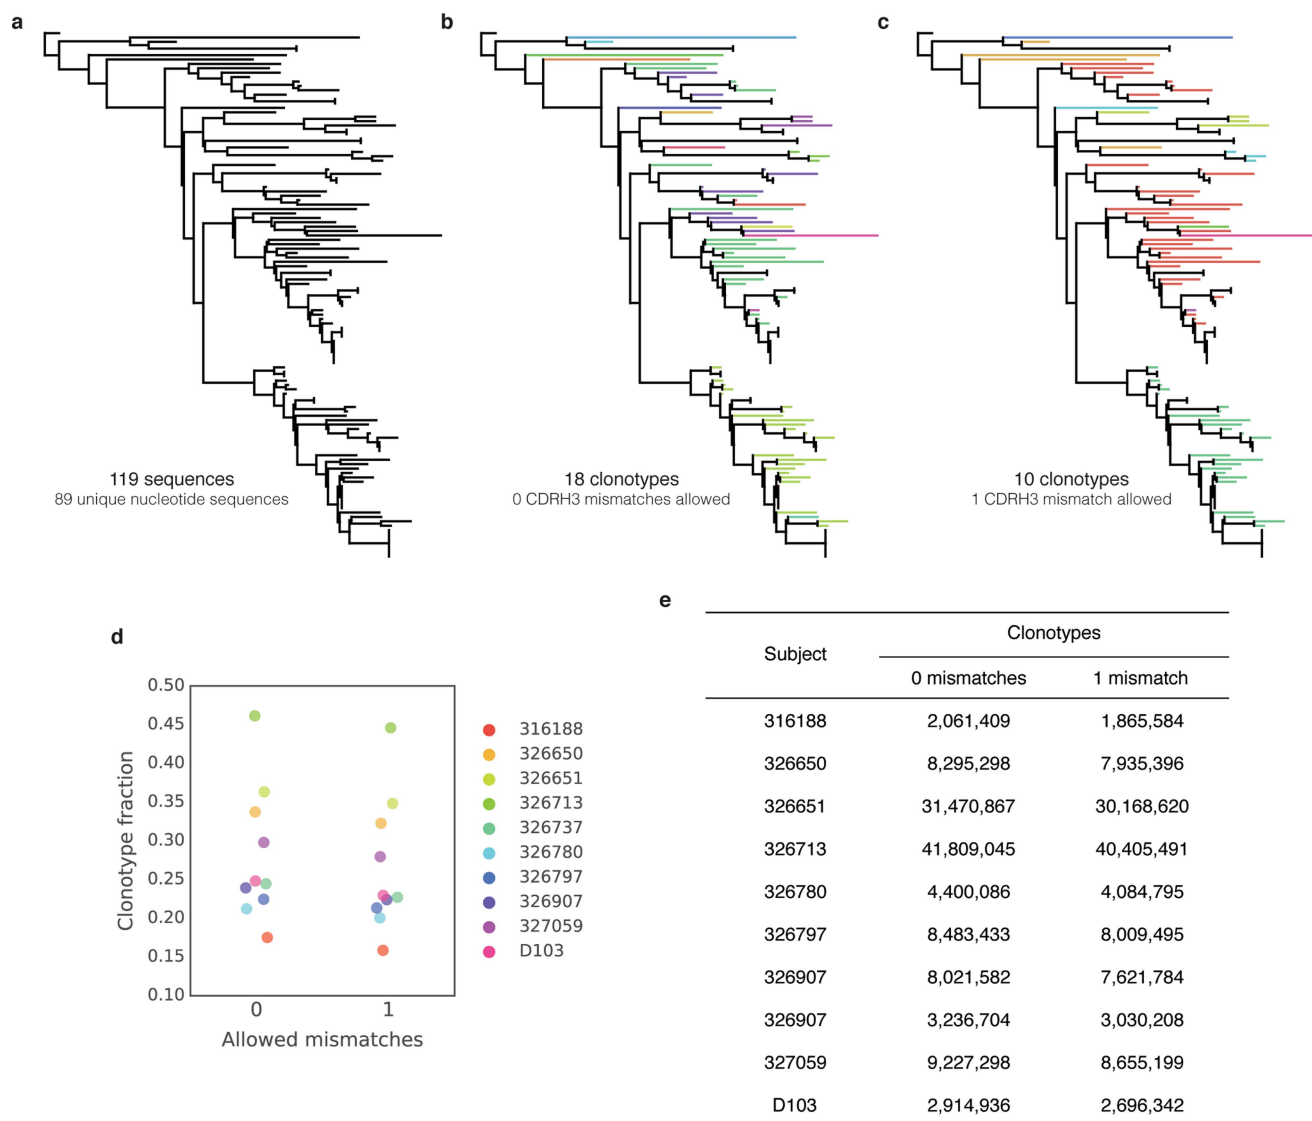 a
b
c
119 sequences
89 unique nucleotide sequences
18 clonotypes
0 CDRH3 mismatches allowed
10 clonotypes
1 CDRH3 mismatch allowed
d
0.50
0.45
0.40
0.35
0.30
0.25
0.20
0.15
0.10
Clonotype fraction
0 1
Allowed mismatches
316188
326650
326651
326713
326737
326780
326797
326907
327059
D103
e
Subject Clonotypes
0 mismatches 1 mismatch
316188 2,061,409 1,865,584
326650 8,295,298 7,935,396
326651 31,470,867 30,168,620
326713 41,809,045 40,405,491
326780 4,400,086 4,084,795
326797 8,483,433 8,009,495
326907 8,021,582 7,621,784
326907 3,236,704 3,030,208
327059 9,227,298 8,655,199
D103 2,914,936 2,696,342